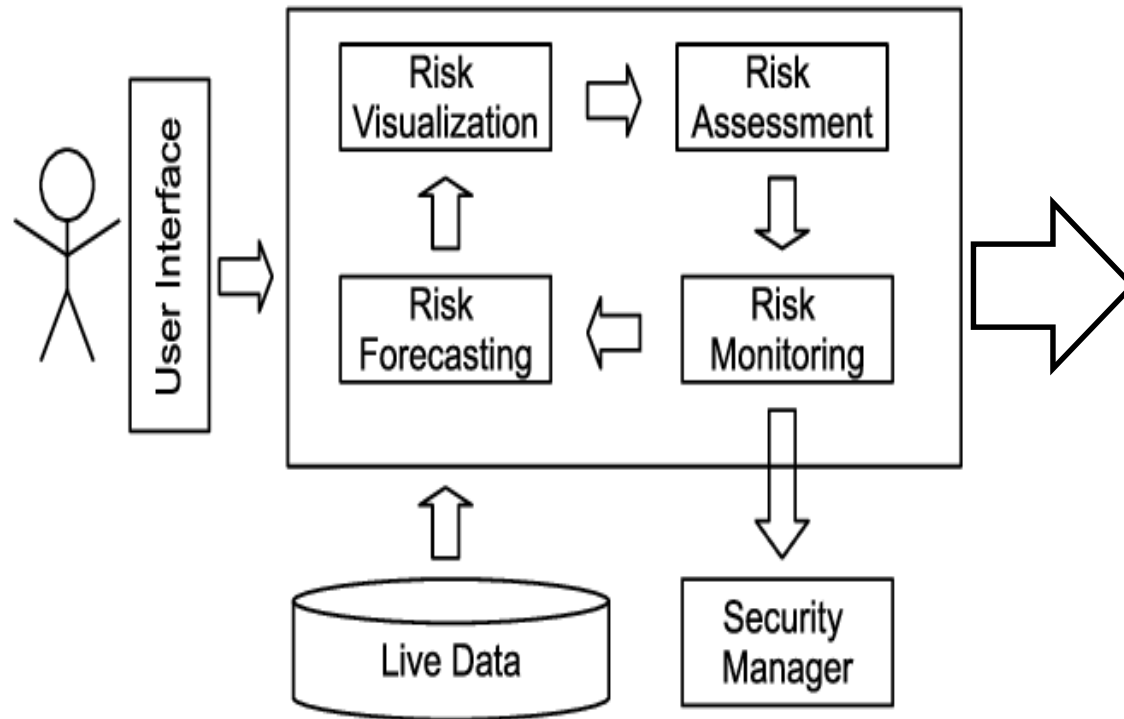 User Interface
Risk
Visualization
Risk
Assessment
Risk
Forecasting
Risk
Monitoring
Live Data
Security
Manager